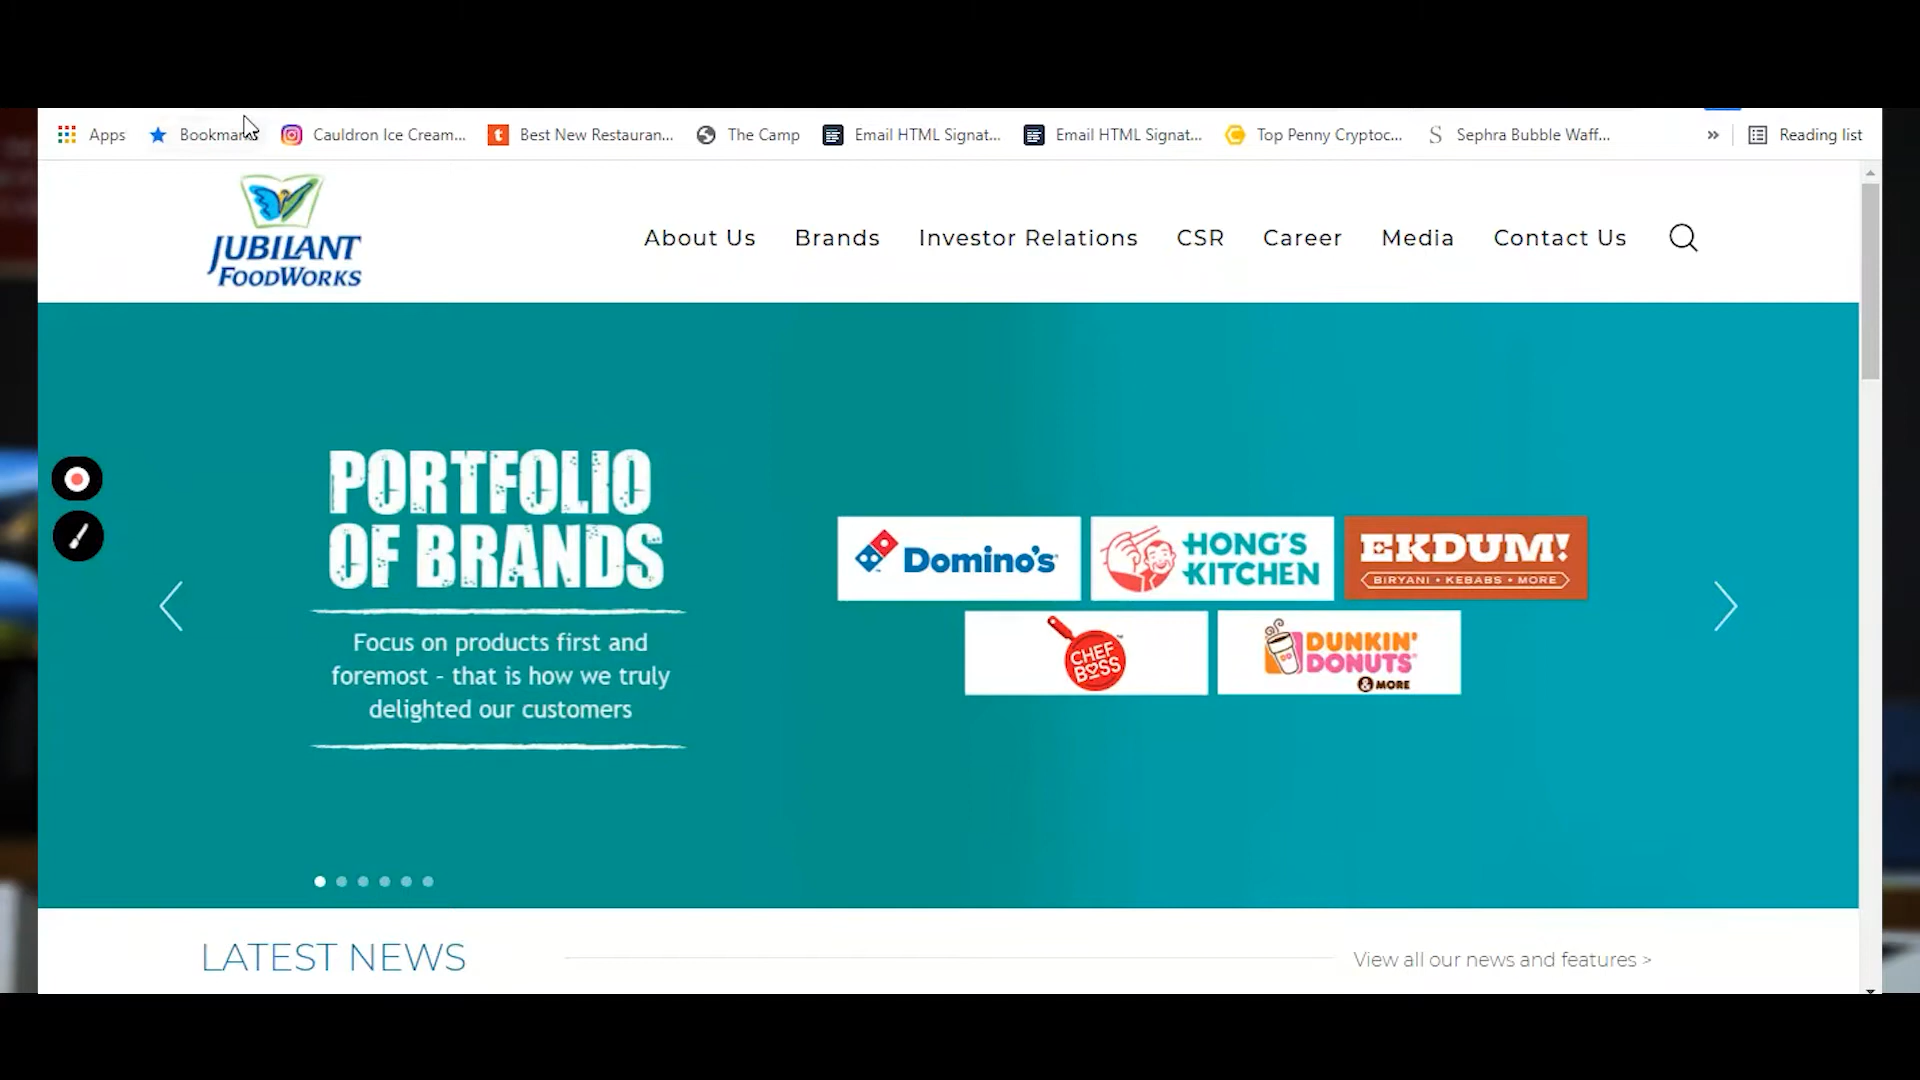 Apps Bookmar Cauldron Ice Cream... Best New Restauran... The Camp Email HTML Signat... Email HTML Signat... Top Penny Cryptoc... Sephra Bubble Waff... » Reading list
JUBILANT
FOODWORKS
About Us Brands Investor Relations CSR Career Media Contact Us
PORTFOLIO
OF BRANDS
Focus on products first and
foremost - that is how we truly
delighted our customers
Domino's
HONG'S
KITCHEN
EKDUM!
BIRYANI • KEBABS • MORE
CHEF
BOSS
DUNKIN'
DONUTS
& MORE
LATEST NEWS
View all our news and features >